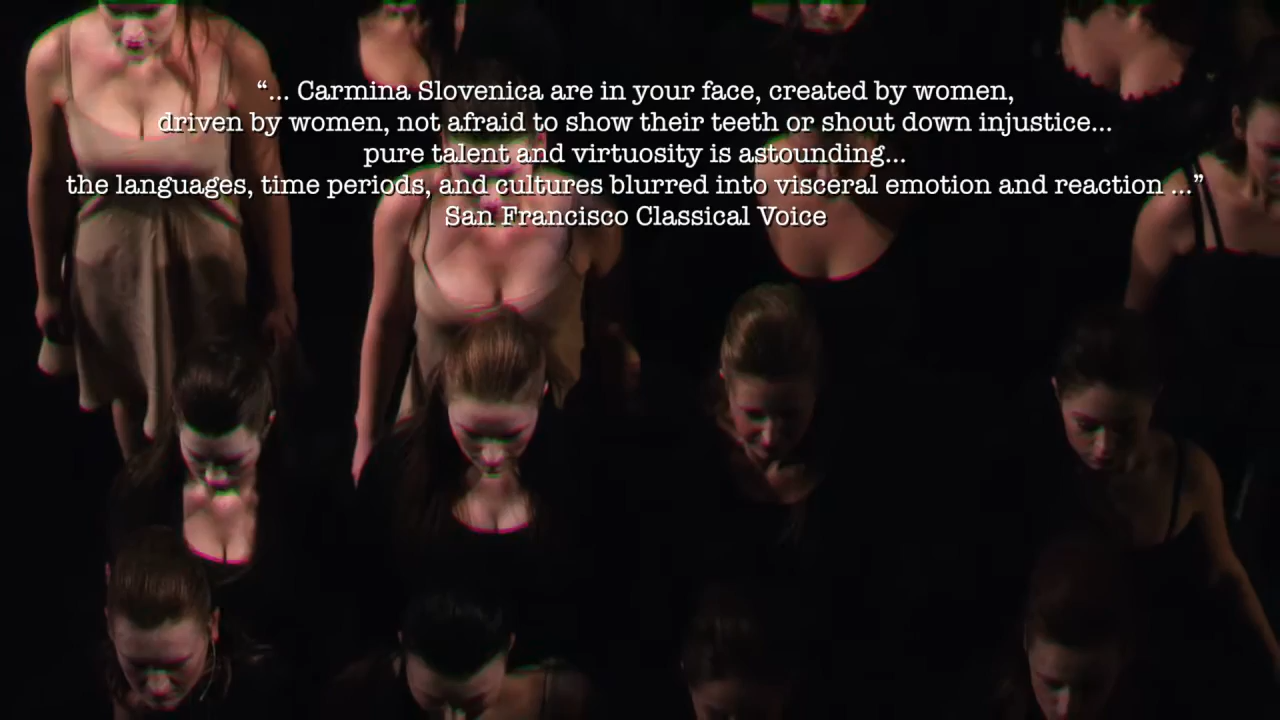 “... Carmina Slovenica are in your face, created by women,
driven by women, not afraid to show their teeth or shout down injustice...
pure talent and virtuosity is astounding...
the languages, time periods, and cultures blurred into visceral emotion and reaction ...”
San Francisco Classical Voice